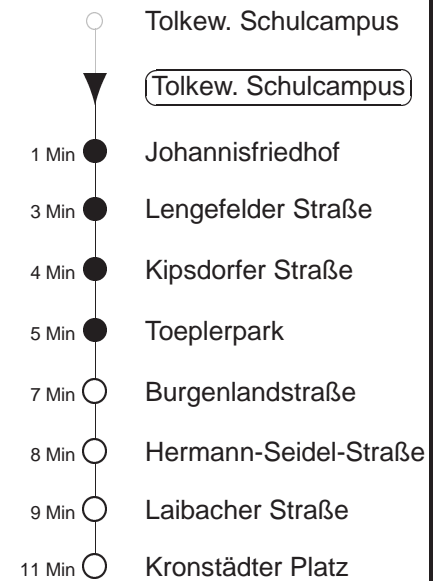 Tolkew. Schulcampus
Tolkew. Schulcampus
1 Min Johannisfriedhof
3 Min Lengefelder Straße
4 Min Kipsdorfer Straße
5 Min Toeplerpark
7 Min Burgenlandstraße
8 Min Hermann-Seidel-Straße
9 Min Laibacher Straße
11 Min Kronstädter Platz